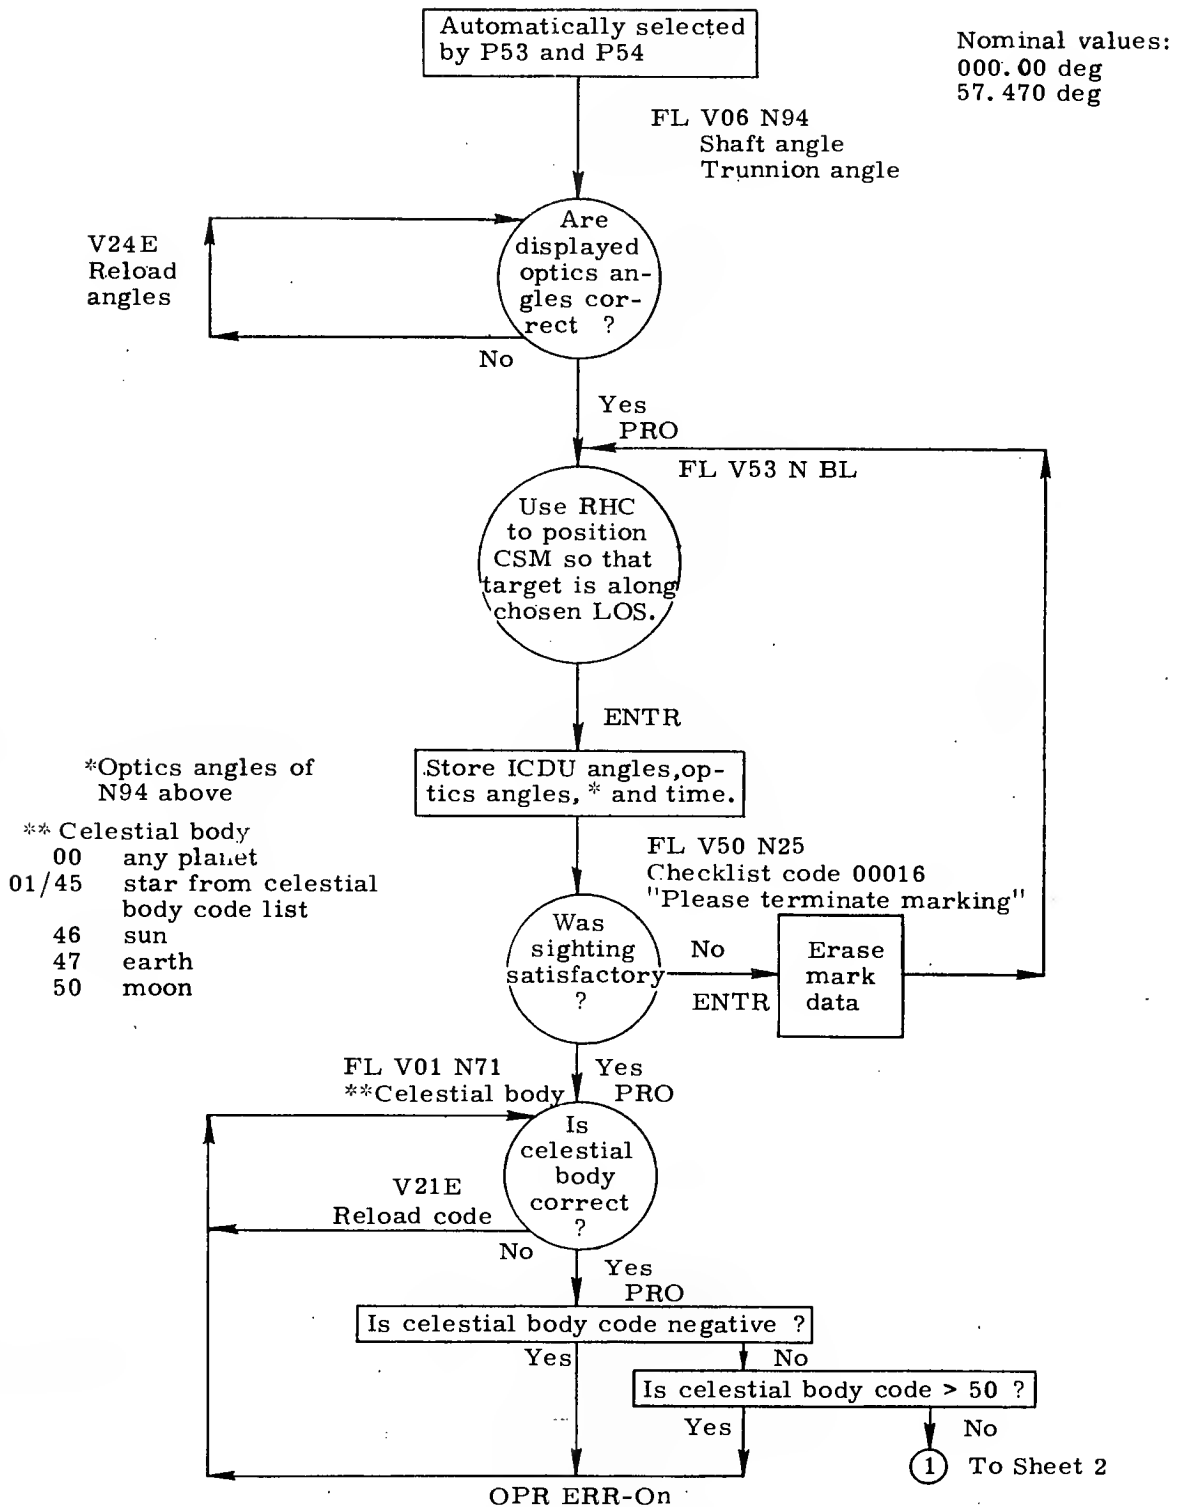 Automatically selected
by P53 and P54
Nominal values:
000.00 deg
57.470 deg
FL V06 N94
Shaft angle
Trunnion angle
Are
displayed
optics an-
gles cor-
rect ?
V24E
Reload
angles
No
Yes
PRO
FL V53 N BL
Use RHC
to position
CSM so that
target is along
chosen LOS.
ENTR
Store ICDU angles, op-
tics angles, * and time.
*Optics angles of
N94 above
** Celestial body
00 any planet
01/45 star from celestial
body code list
46 sun
47 earth
50 moon
FL V50 N25
Checklist code 00016
"Please terminate marking"
Was
sighting
satisfactory
?
No
ENTR
Erase
mark
data
Yes
PRO
FL V01 N71
**Celestial body
Is
celestial
body
correct
?
V21E
Reload code
No
Yes
PRO
Is celestial body code negative ?
Yes
No
Is celestial body code > 50 ?
Yes
No
1 To Sheet 2
OPR ERR-On